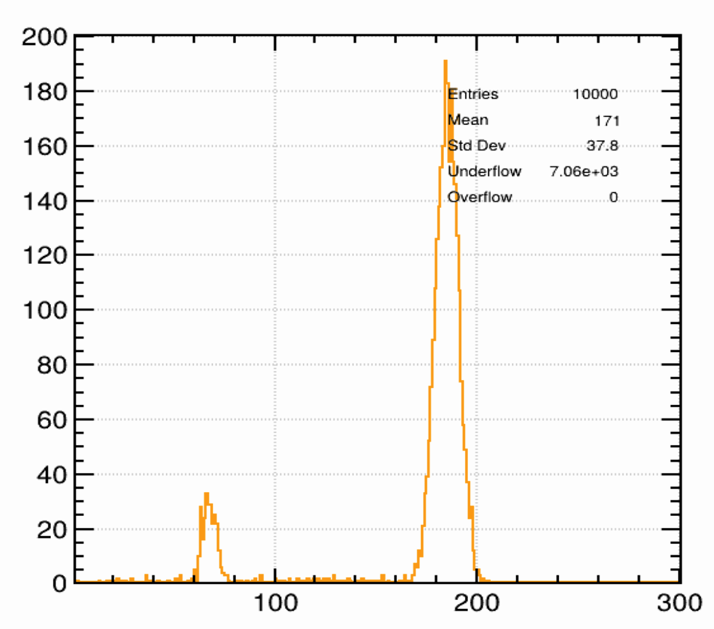 200
180
Entries 10000
Mean 171
160
Std Dev 37.8
Underflow 7.06e+03
140
Overflow 0
120
100
80
60
40
20
0
100 200 300